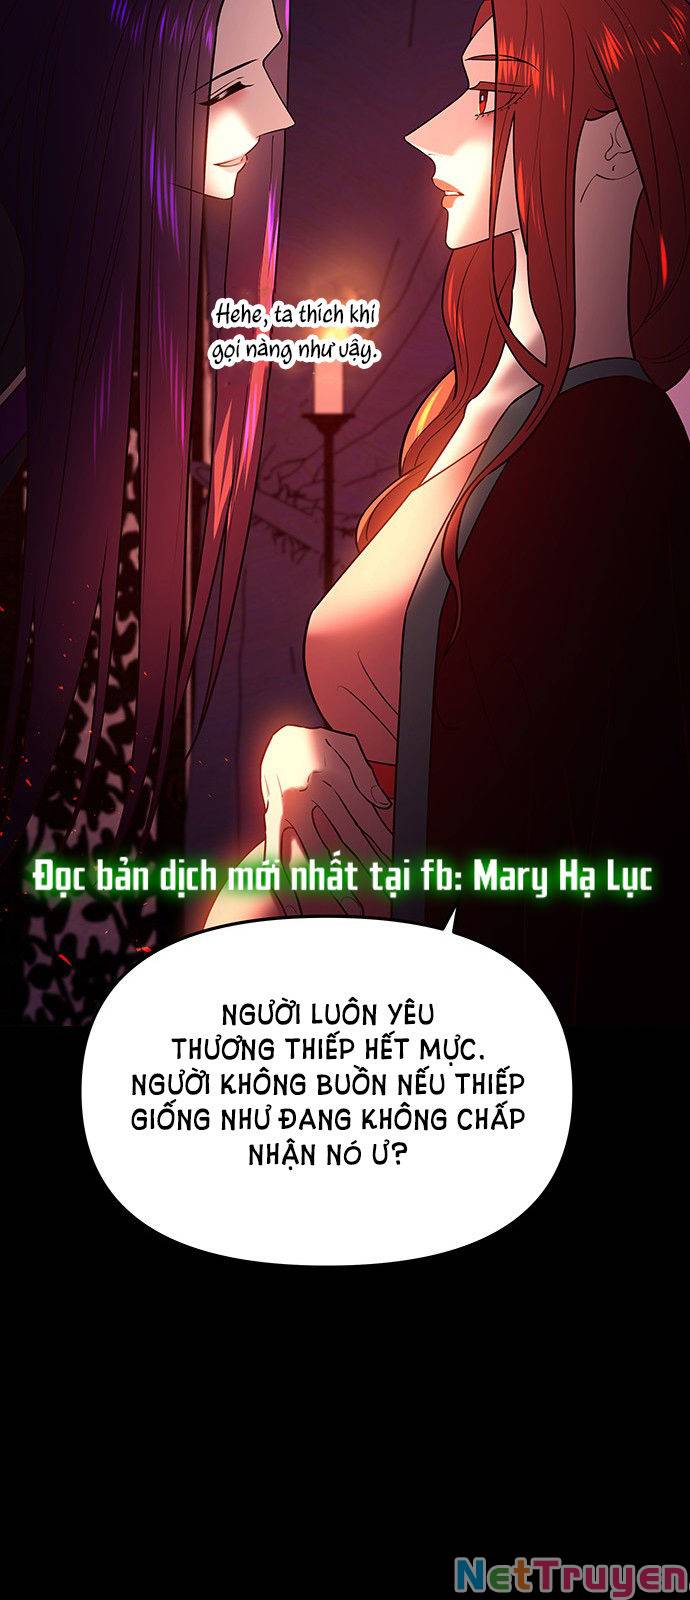 Hehe, ta thích khi
gọi nàng như vậy.
Đọc bản dịch mới nhất tại fb: Mary Hạ Lục
NGƯỜI LUÔN YÊU
THƯƠNG THIẾP HẾT MỰC.
NGƯỜI KHÔNG BUỒN NẾU THIẾP
GIỐNG NHƯ ĐANG KHÔNG CHẤP
NHẬN NÓ Ư?
NetTruyen